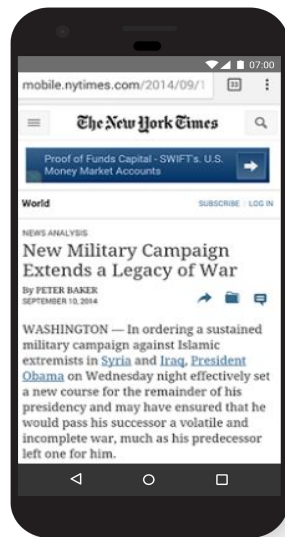 07:00
mobile.nytimes.com/2014/09/1
33
The New York Times
Proof of Funds Capital - SWIFT's. U.S.
Money Market Accounts
World
SUBSCRIBE | LOG IN
NEWS ANALYSIS
New Military Campaign
Extends a Legacy of War
By PETER BAKER
SEPTEMBER 10, 2014
WASHINGTON — In ordering a sustained
military campaign against Islamic
extremists in Syria and Iraq, President
Obama on Wednesday night effectively set
a new course for the remainder of his
presidency and may have ensured that he
would pass his successor a volatile and
incomplete war, much as his predecessor
left one for him.